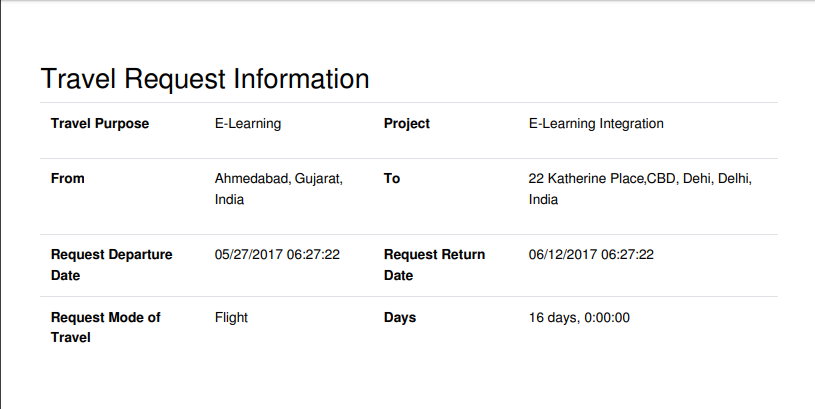 Travel Request Information
Travel Purpose E-Learning Project E-Learning Integration
From Ahmedabad, Gujarat, To 22 Katherine Place,CBD, Dehi, Delhi,
India India
Request Departure 05/27/2017 06:27:22 Request Return 06/12/2017 06:27:22
Date Date
Request Mode of Flight Days 16 days, 0:00:00
Travel